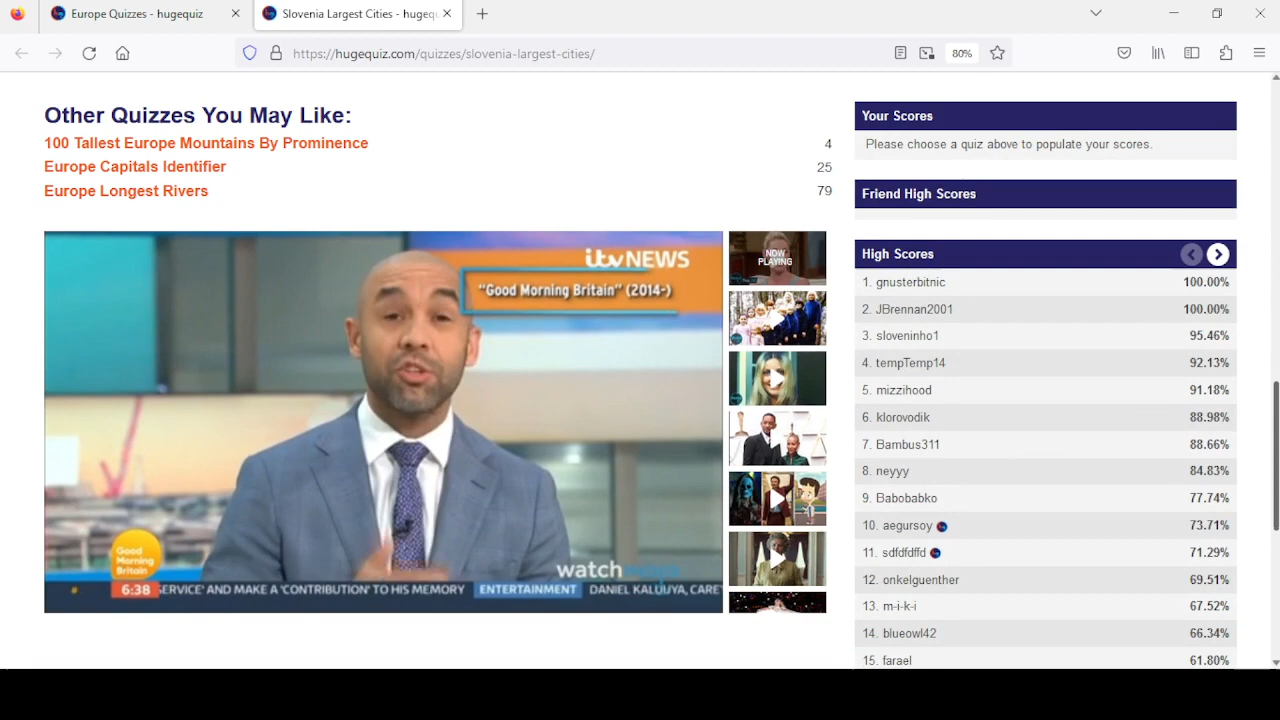 Europe Quizzes - hugequiz
Slovenia Largest Cities - hugequ
https://hugequiz.com/quizzes/slovenia-largest-cities/
80%
Other Quizzes You May Like:
100 Tallest Europe Mountains By Prominence 4
Europe Capitals Identifier 25
Europe Longest Rivers 79
itv NEWS
"Good Morning Britain" (2014-)
Good
Morning
Britain
6:38 SERVICE' AND MAKE A 'CONTRIBUTION' TO HIS MEMORY ENTERTAINMENT DANIEL KALUUYA, CAREY
watchmojo
NOW
PLAYING
Your Scores
Please choose a quiz above to populate your scores.
Friend High Scores
High Scores
1. gnusterbitnic 100.00%
2. JBrennan2001 100.00%
3. sloveninho1 95.46%
4. tempTemp14 92.13%
5. mizzihood 91.18%
6. klorovodik 88.98%
7. Bambus311 88.66%
8. neyyy 84.83%
9. Babobabko 77.74%
10. aegursoy 73.71%
11. sdfdfdffd 71.29%
12. onkelguenther 69.51%
13. m-i-k-i 67.52%
14. blueowl42 66.34%
15. farael 61.80%